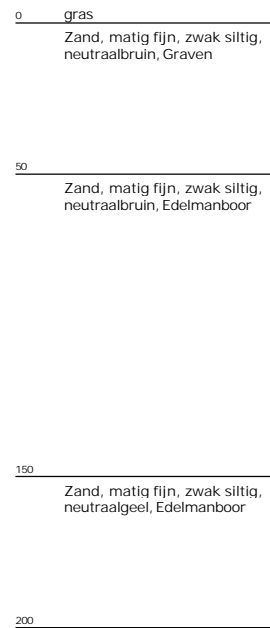 0 gras
Zand, matig fijn, zwak siltig,
neutraalbruin, Graven
50
Zand, matig fijn, zwak siltig,
neutraalbruin, Edelmanboor
150
Zand, matig fijn, zwak siltig,
neutraalgeel, Edelmanboor
200